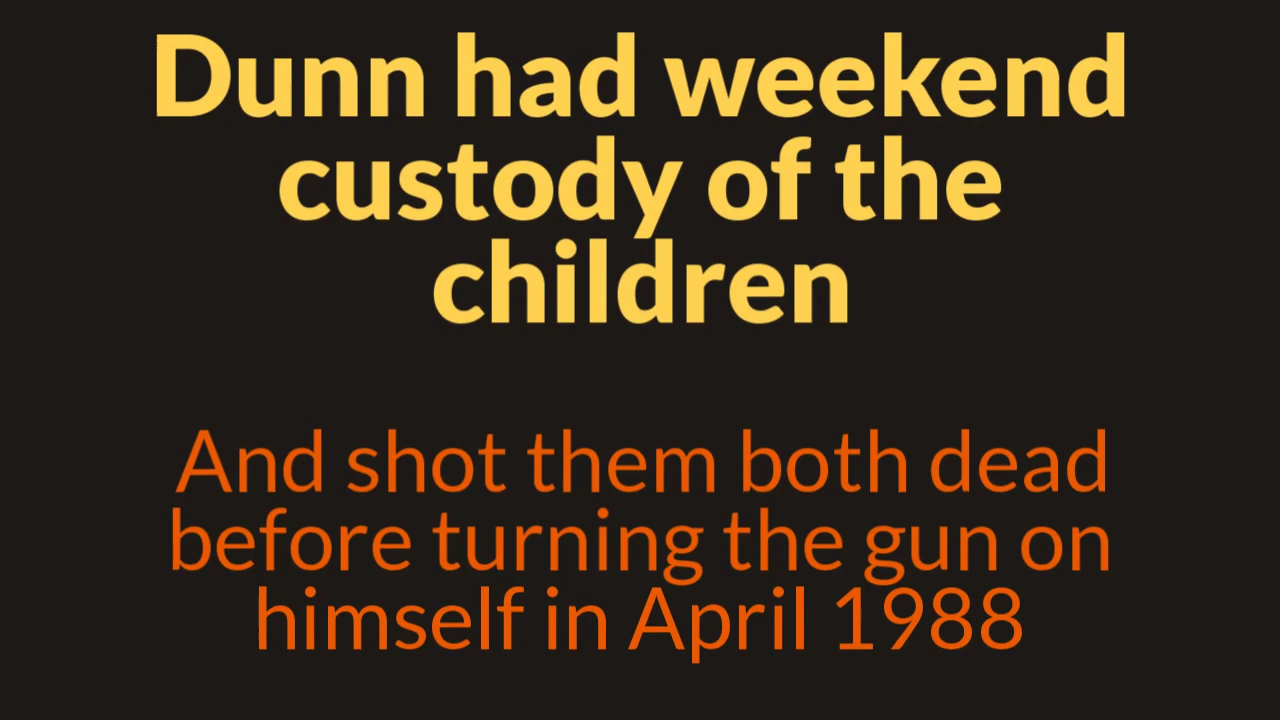 Dunn had weekend
custody of the
children
And shot them both dead
before turning the gun on
himself in April 1988